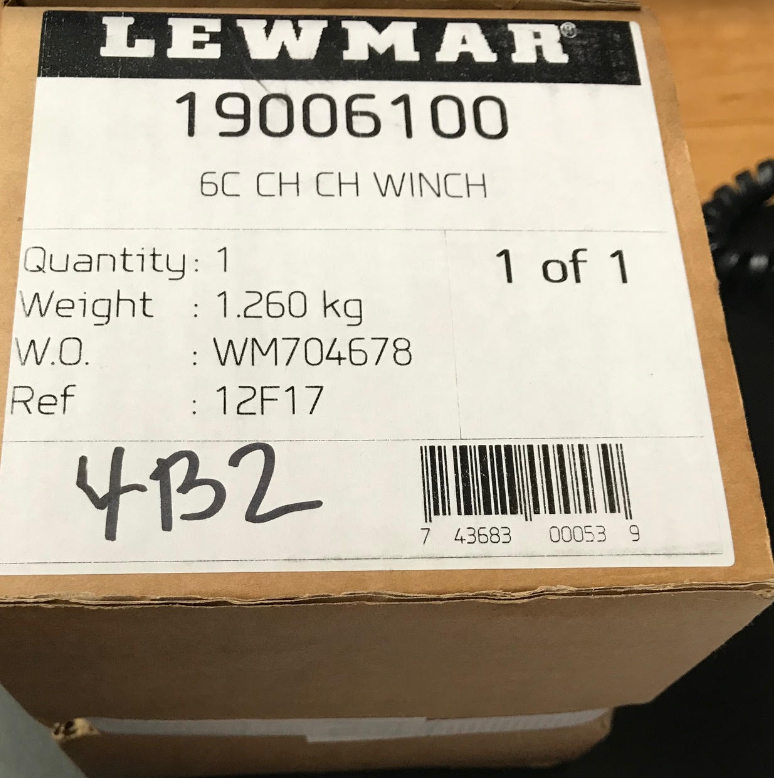 LEWMAR®
19006100
6C CH CH WINCH
Quantity: 1
1 of 1
Weight : 1.260 kg
W.O. : WM704678
Ref : 12F17
4B2
7 43683 00053 9